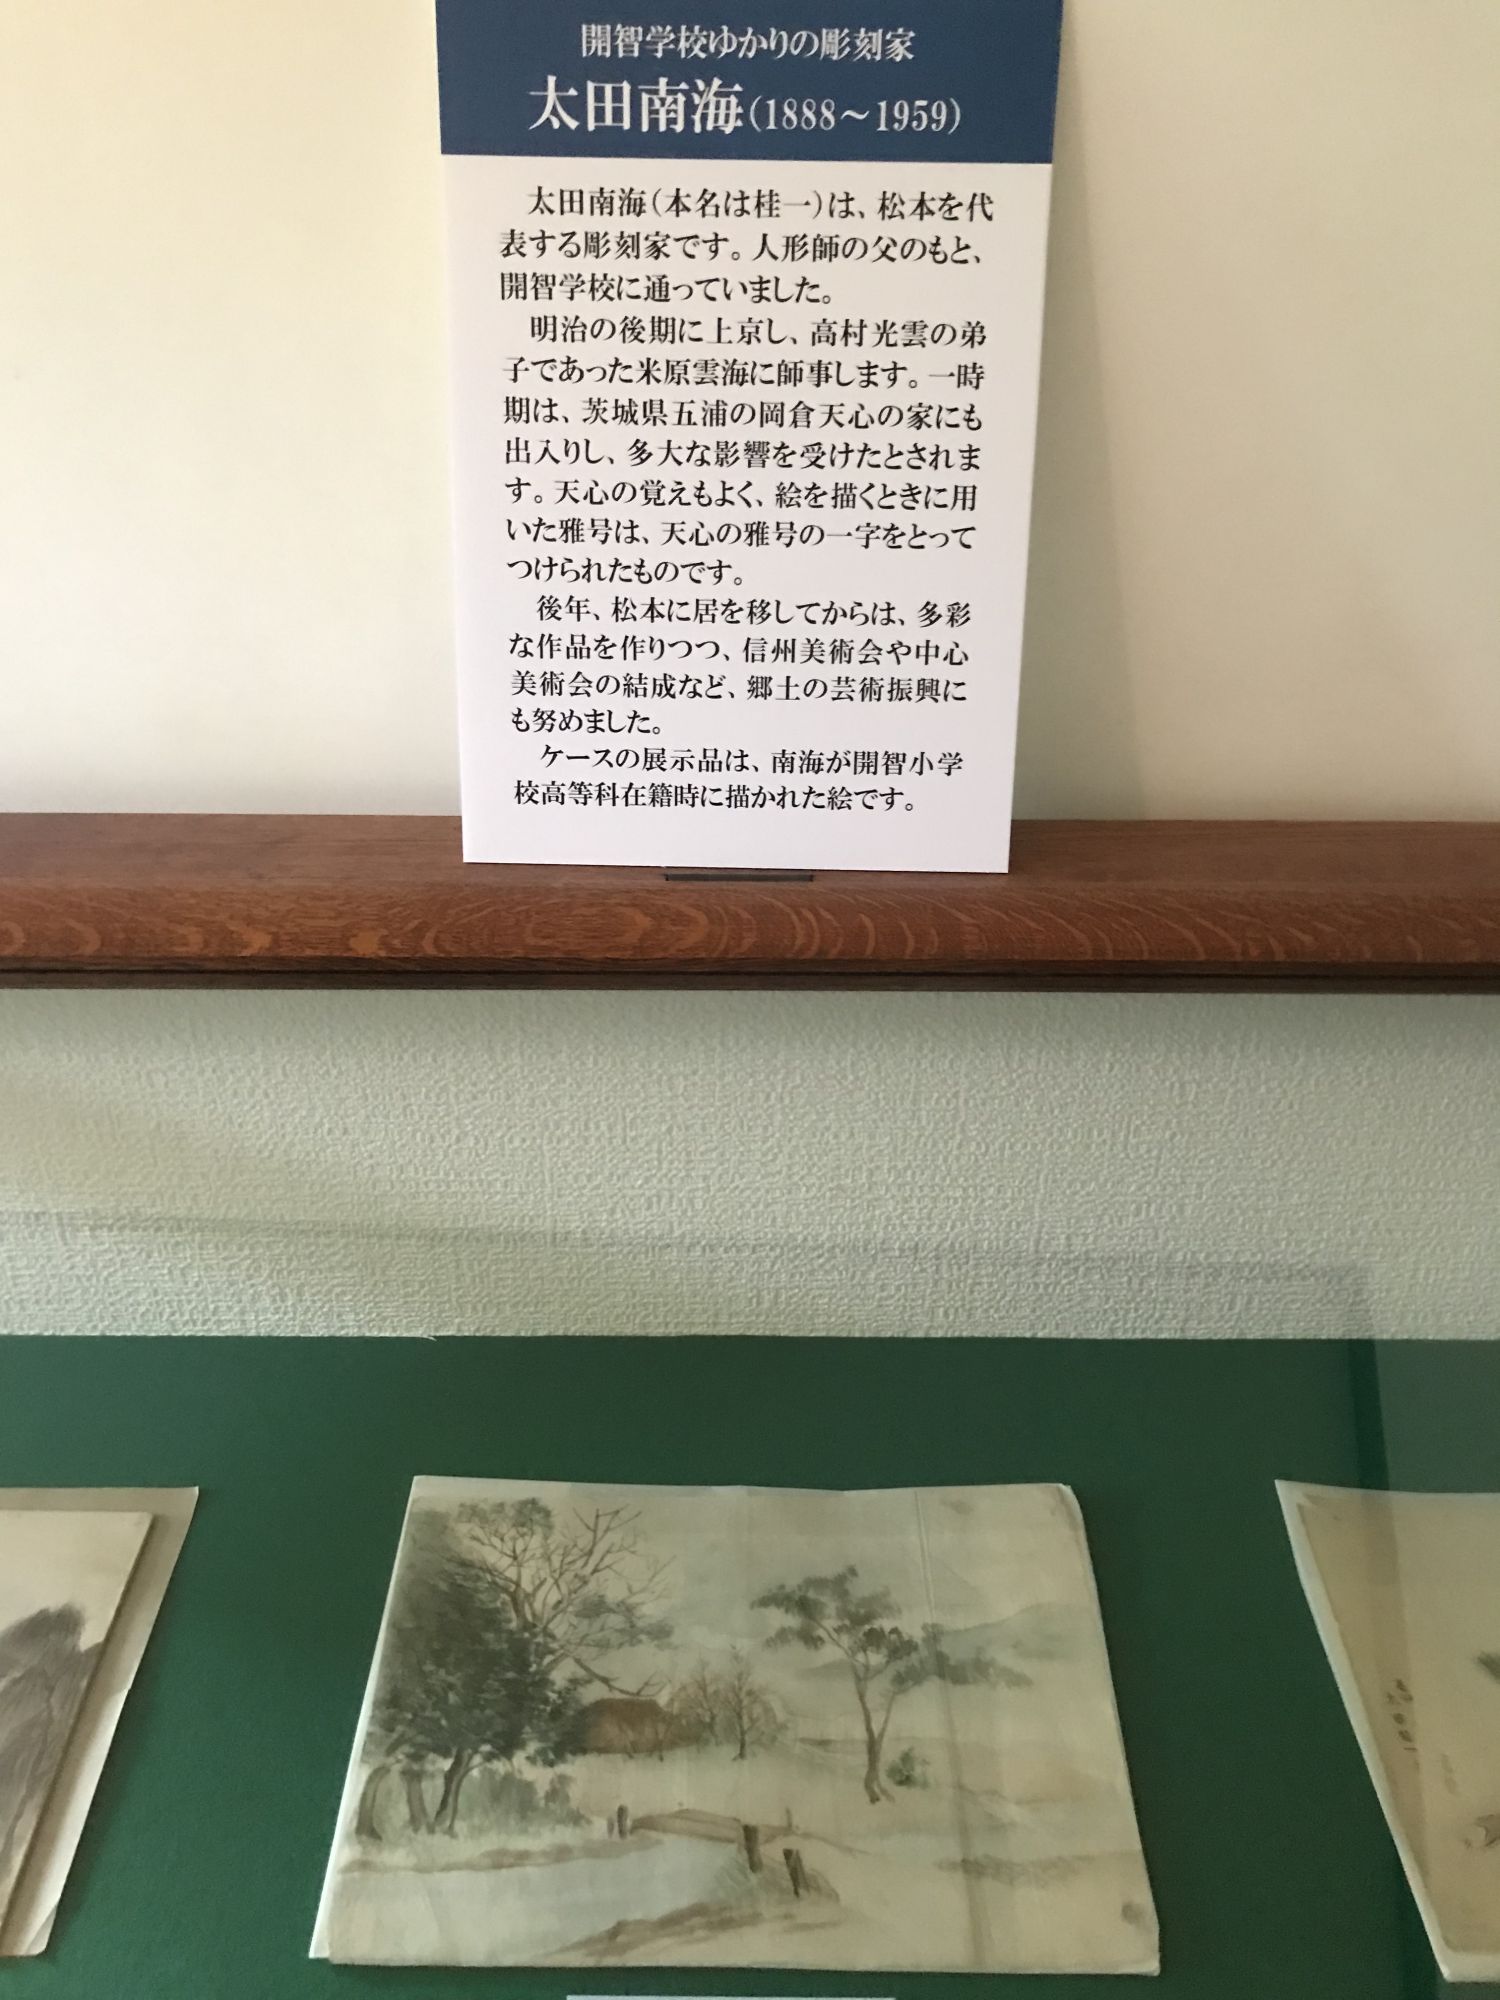 開智学校ゆかりの彫刻家
太田南海(1888～1959)
太田南海(本名は桂一)は、松本を代
表する彫刻家です。人形師の父のもと、
開智学校に通っていました。
明治の後期に上京し、高村光雲の弟
子であった米原雲海に師事します。一時
期は、茨城県五浦の岡倉天心の家にも
出入りし、多大な影響を受けたとされま
す。天心の覚えもよく、絵を描くときに用
いた雅号は、天心の雅号の一字をとって
つけられたものです。
後年、松本に居を移してからは、多彩
な作品を作りつつ、信州美術会や中心
美術会の結成など、郷土の芸術振興に
も努めました。
ケースの展示品は、南海が開智小学
校高等科在籍時に描かれた絵です。